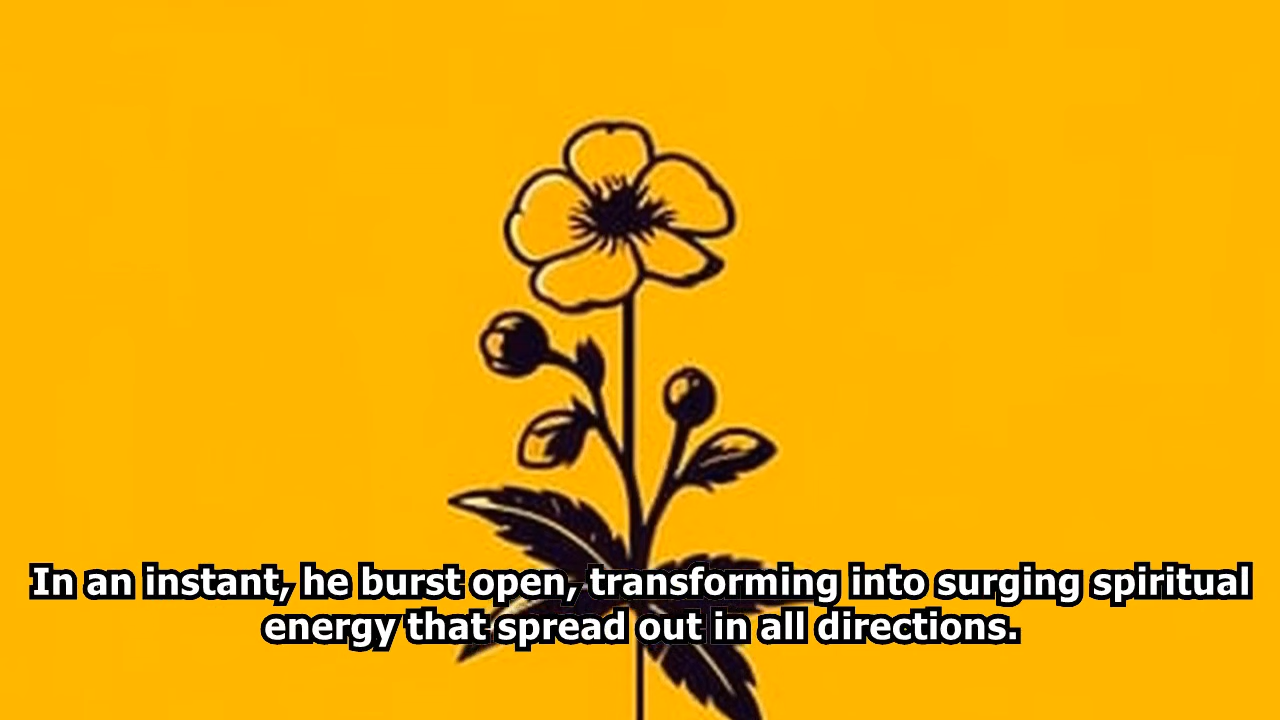 In an instant, he burst open, transforming into surging spiritual
energy that spread out in all directions.